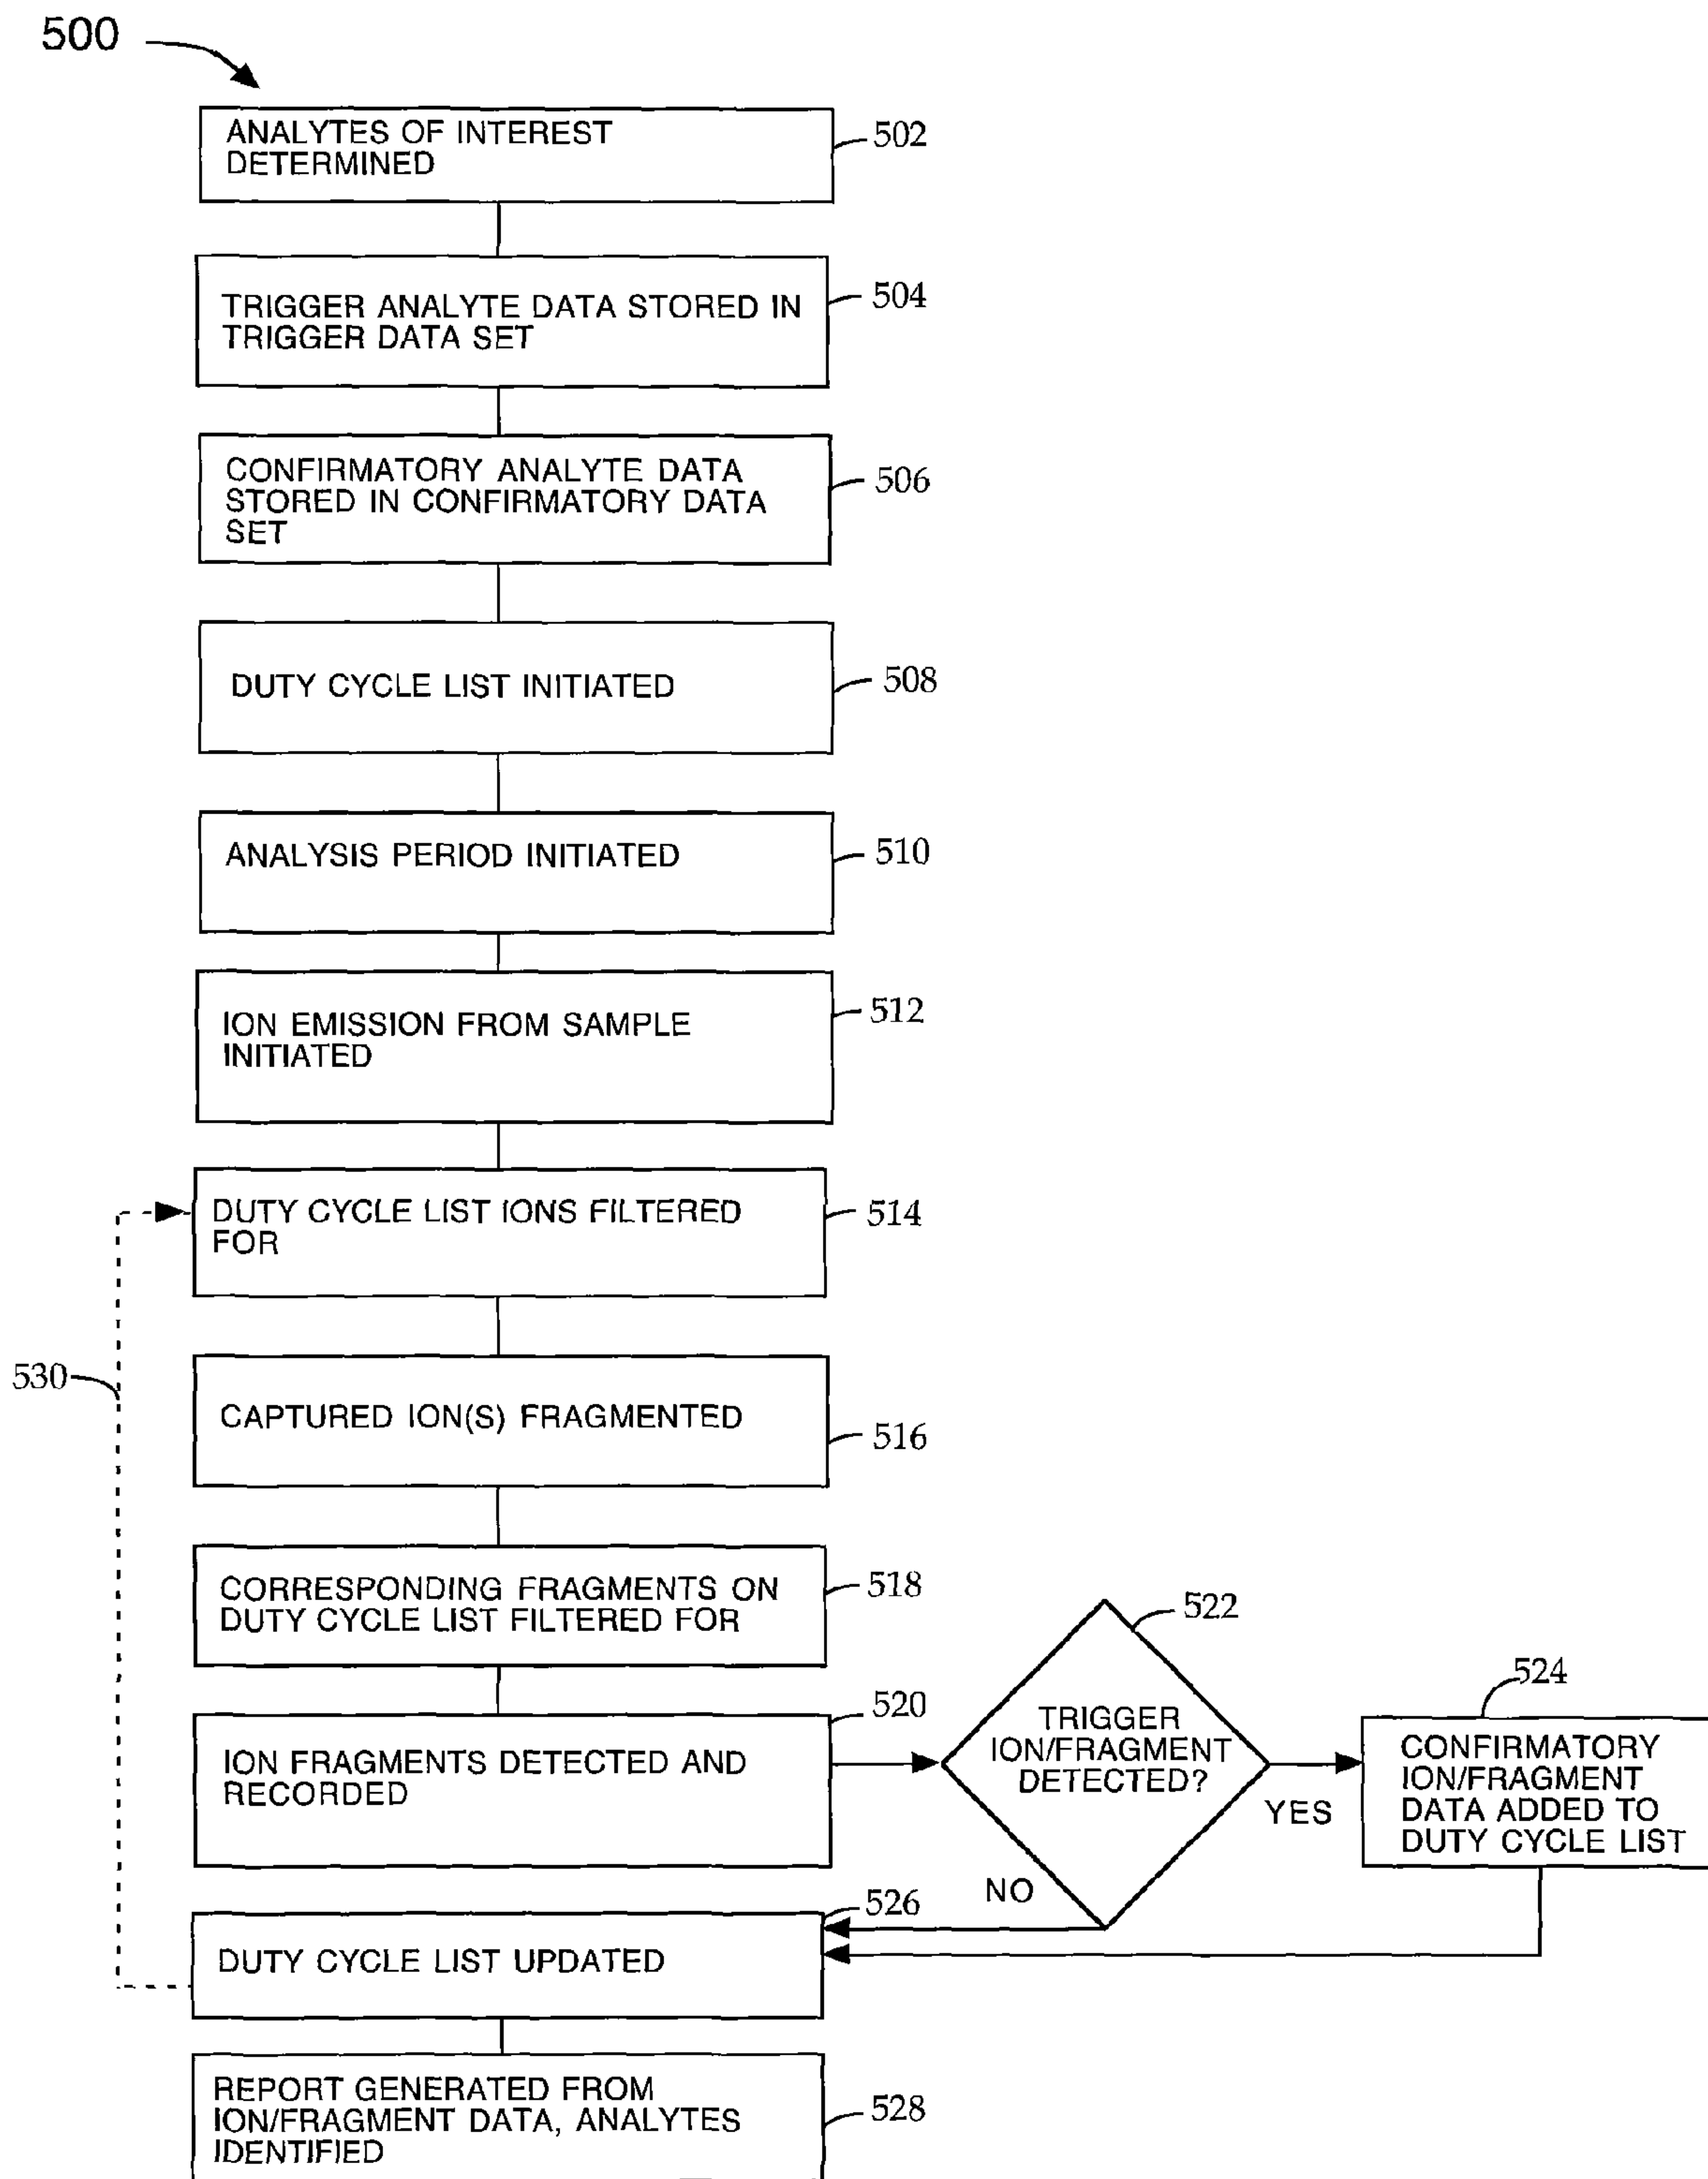 500
ANALYTES OF INTEREST
DETERMINED
502
TRIGGER ANALYTE DATA STORED IN
TRIGGER DATA SET
504
CONFIRMATORY ANALYTE DATA
STORED IN CONFIRMATORY DATA
SET
506
DUTY CYCLE LIST INITIATED
508
ANALYSIS PERIOD INITIATED
510
ION EMISSION FROM SAMPLE
INITIATED
512
DUTY CYCLE LIST IONS FILTERED
FOR
514
530
CAPTURED ION(S) FRAGMENTED
516
CORRESPONDING FRAGMENTS ON
DUTY CYCLE LIST FILTERED FOR
518
ION FRAGMENTS DETECTED AND
RECORDED
520
TRIGGER
ION/FRAGMENT
DETECTED?
522
YES
NO
CONFIRMATORY
ION/FRAGMENT
DATA ADDED TO
DUTY CYCLE LIST
524
DUTY CYCLE LIST UPDATED
526
REPORT GENERATED FROM
ION/FRAGMENT DATA, ANALYTES
IDENTIFIED
528